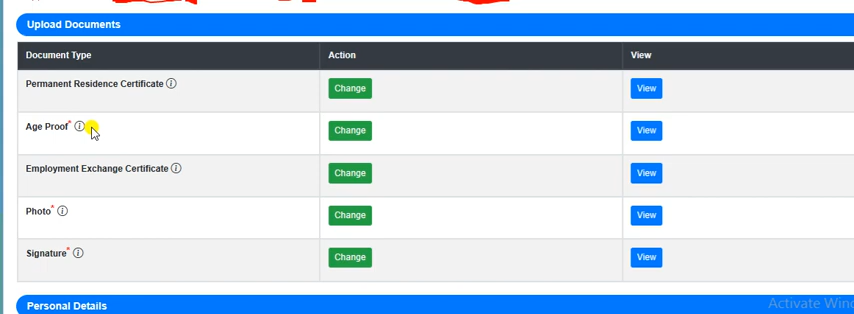 Upload Documents
Document Type Action View
Permanent Residence Certificate Change View
Age Proof* Change View
Employment Exchange Certificate Change View
Photo* Change View
Signature* Change View
Personal Details
Activate Win